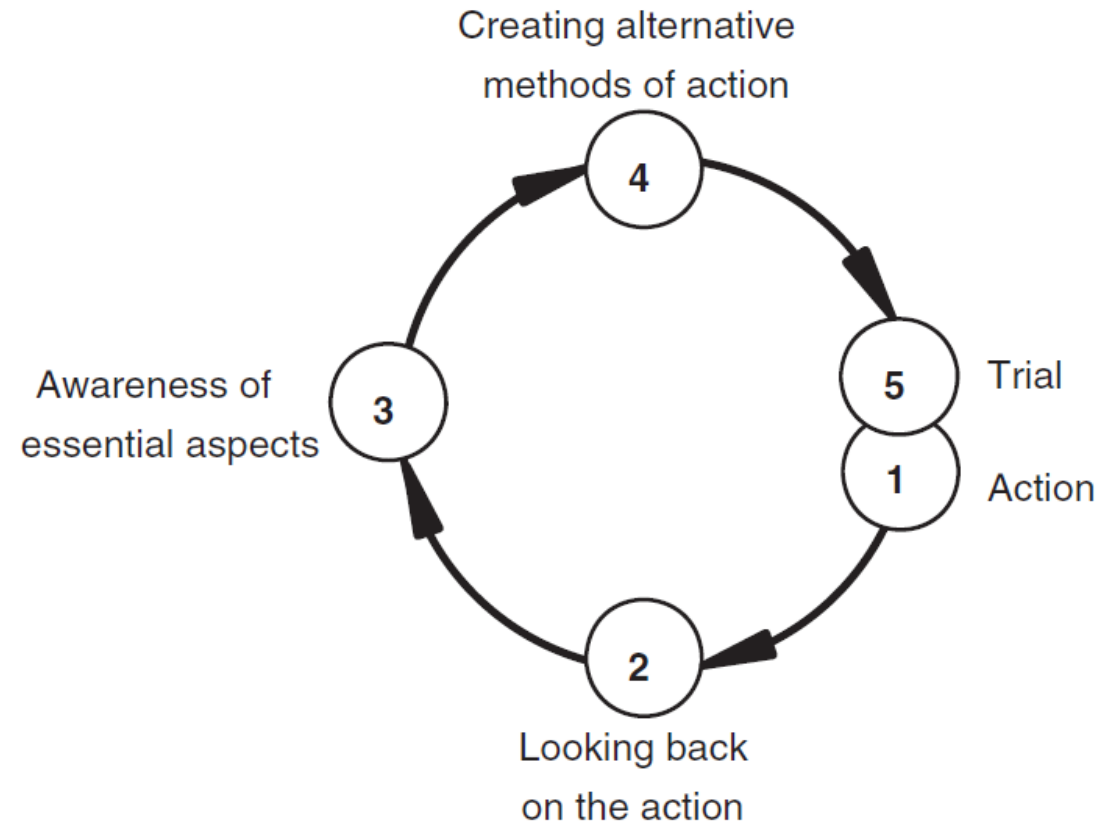 Creating alternative
methods of action
4
5
Trial
Awareness of
essential aspects
3
1
Action
2
Looking back
on the action